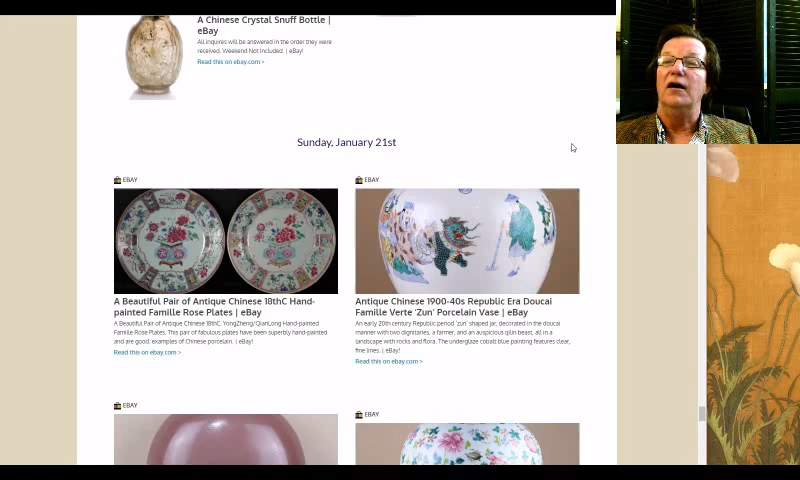 A Chinese Crystal Snuff Bottle |
eBay
All inquires will be answered in the order they were
received. Weekend Not Included. | eBay!
Read this on ebay.com >
Sunday, January 21st
EBAY
A Beautiful Pair of Antique Chinese 18thC Hand-
painted Famille Rose Plates | eBay
A Beautiful Pair of Antique Chinese 18thC, YongZheng/QianLong Hand-painted
Famille Rose Plates. This pair of fabulous plates have been superbly hand-painted
and are good, examples of Chinese porcelain. | eBay!
Read this on ebay.com >
EBAY
Antique Chinese 1900-40s Republic Era Doucai
Famille Verte 'Zun' Porcelain Vase | eBay
An early 20th century Republic period 'zun' shaped jar, decorated in the doucai
manner with two dignitaries, a farmer, and an auspicious qilin beast, all in a
landscape with rocks and flora. The underglaze cobalt blue painting features clear,
fine lines. | eBay!
Read this on ebay.com >
EBAY
EBAY